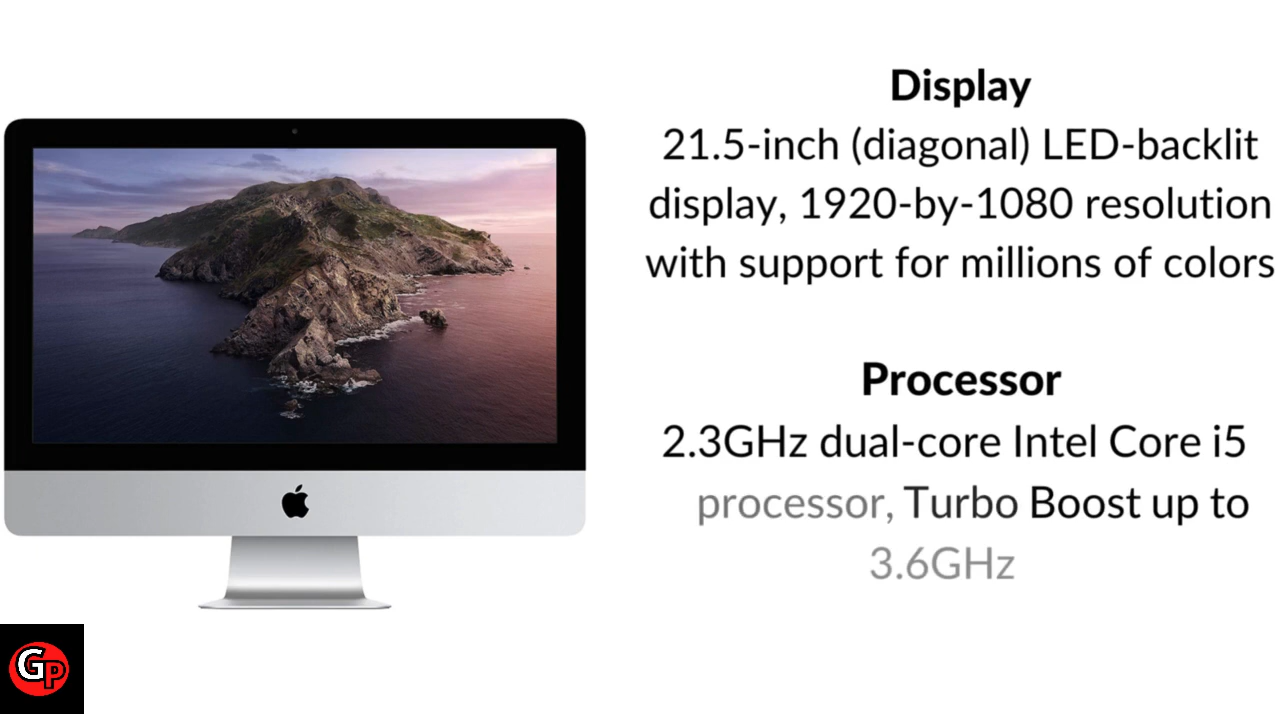 Display
21.5-inch (diagonal) LED-backlit
display, 1920-by-1080 resolution
with support for millions of colors
Processor
2.3GHz dual-core Intel Core i5
processor, Turbo Boost up to
3.6GHz
GP